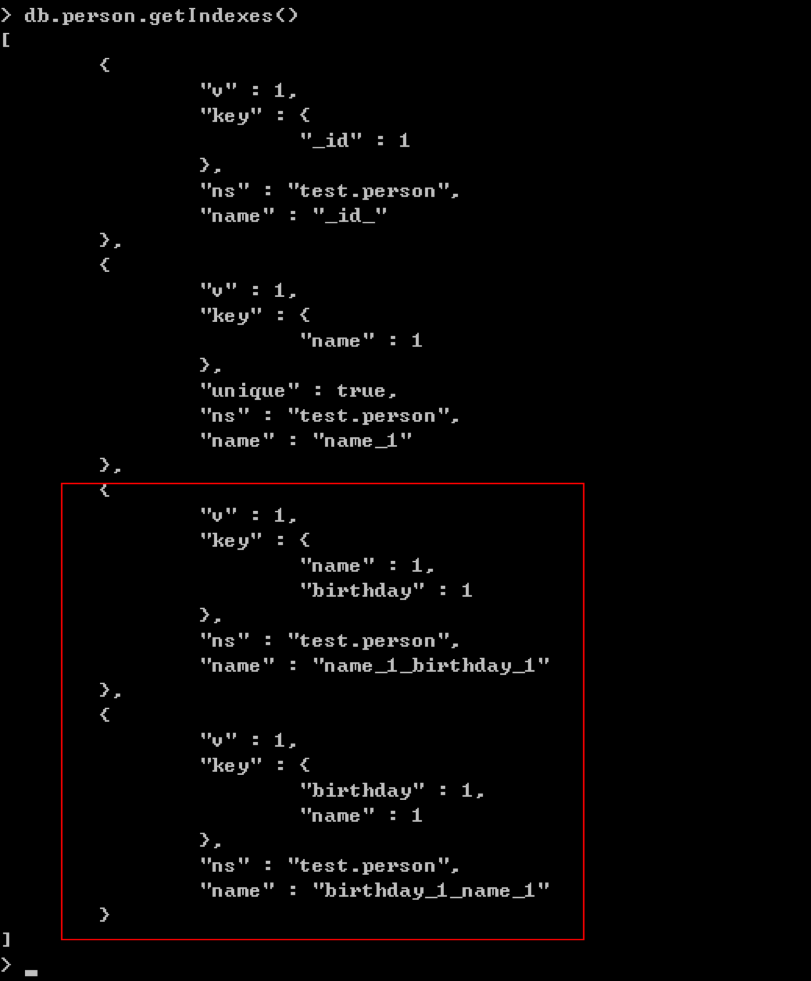 > db.person.getIndexes()
[
        {
                "v" : 1,
                "key" : {
                        "_id" : 1
                },
                "ns" : "test.person",
                "name" : "_id_"
        },
        {
                "v" : 1,
                "key" : {
                        "name" : 1
                },
                "unique" : true,
                "ns" : "test.person",
                "name" : "name_1"
        },
        {
                "v" : 1,
                "key" : {
                        "name" : 1,
                        "birthday" : 1
                },
                "ns" : "test.person",
                "name" : "name_1_birthday_1"
        },
        {
                "v" : 1,
                "key" : {
                        "birthday" : 1,
                        "name" : 1
                },
                "ns" : "test.person",
                "name" : "birthday_1_name_1"
        }
]
> _